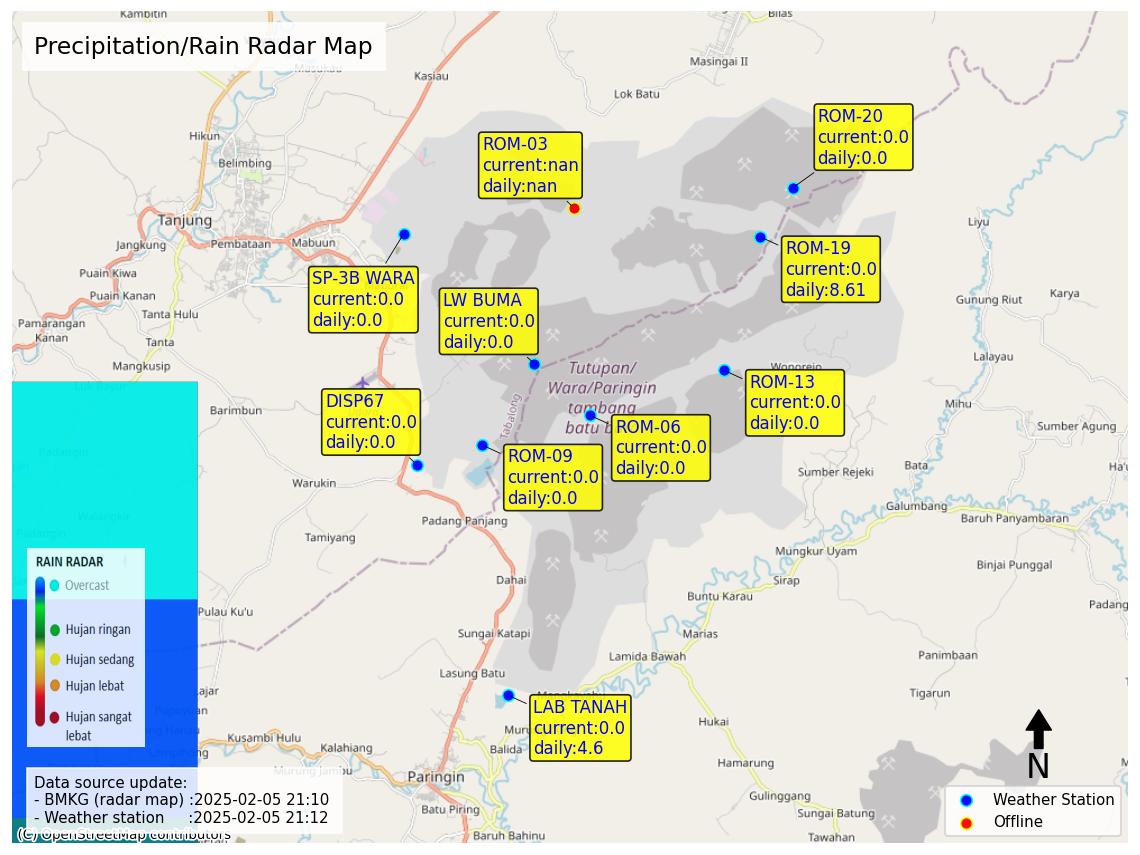 Kambitin
Bilas
Precipitation/Rain Radar Map
Masukau
Kasiau
Masingai II
Lok Batu
ROM-20
current:0.0
daily:0.0
ROM-03
current:nan
daily:nan
Hikun
Belimbing
Tanjung
Liyu
Jangkung
Pembataan
Mabuun
ROM-19
current:0.0
daily:8.61
SP-3B WARA
current:0.0
daily:0.0
Puain Kiwa
Puain Kanan
LW BUMA
current:0.0
daily:0.0
Gunung Riut
Karya
Tanta Hulu
Pamarangan
Kanan
Tanta
Mangkusip
Lalayau
Wonorejo
Tutupan/
Wara/Paringin
tambang
batu b
Tabalong
ROM-13
current:0.0
daily:0.0
DISP67
current:0.0
daily:0.0
Barimbun
Mihu
ROM-06
current:0.0
daily:0.0
Sumber Agung
ROM-09
current:0.0
daily:0.0
Padangin
Sumber Rejeki
Bata
Ha'u
Warukin
Galumbang
Walangkir
Padang Panjang
Baruh Panyambaran
Tamiyang
Mungkur Uyam
Binjai Punggal
RAIN RADAR
Overcast
Hujan ringan
Hujan sedang
Hujan lebat
Hujan sangat
lebat
Dahai
Sirap
Buntu Karau
Padang
Pulau Ku'u
Sungai Katapi
Marias
Lamida Bawah
Panimbaan
Lasung Batu
Tigarun
Lajar
LAB TANAH
current:0.0
daily:4.6
Hukai
Kusambi Hulu
Kalahiang
Balida
Murung Jambu
Paringin
Hamarung
N
Data source update:
- BMKG (radar map) :2025-02-05 21:10
- Weather station :2025-02-05 21:12
Gulinggang
Weather Station
Offline
Batu Piring
Sungai Batung
Baruh Bahinu
Tawahan
(C) OpenStreetMap contributors